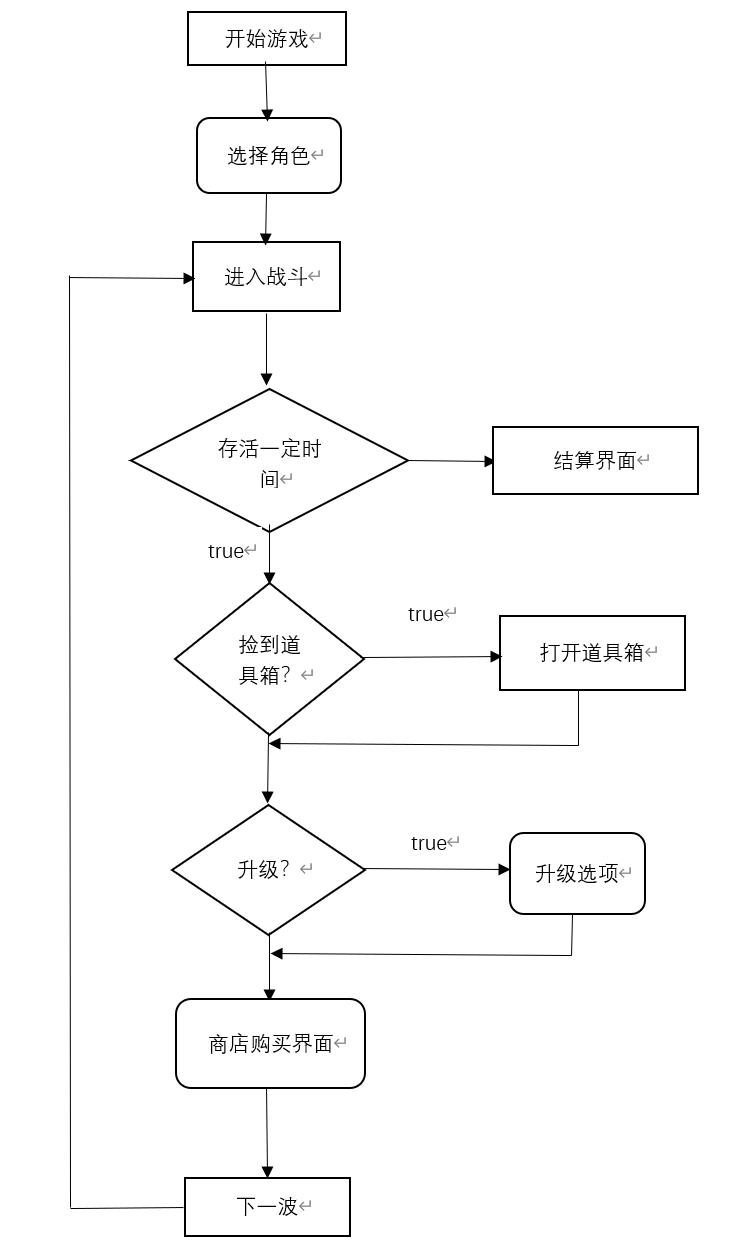 开始游戏
选择角色
进入战斗
存活一定时
间
结算界面
true
捡到道
具箱？
true
打开道具箱
升级？
true
升级选项
商店购买界面
下一波